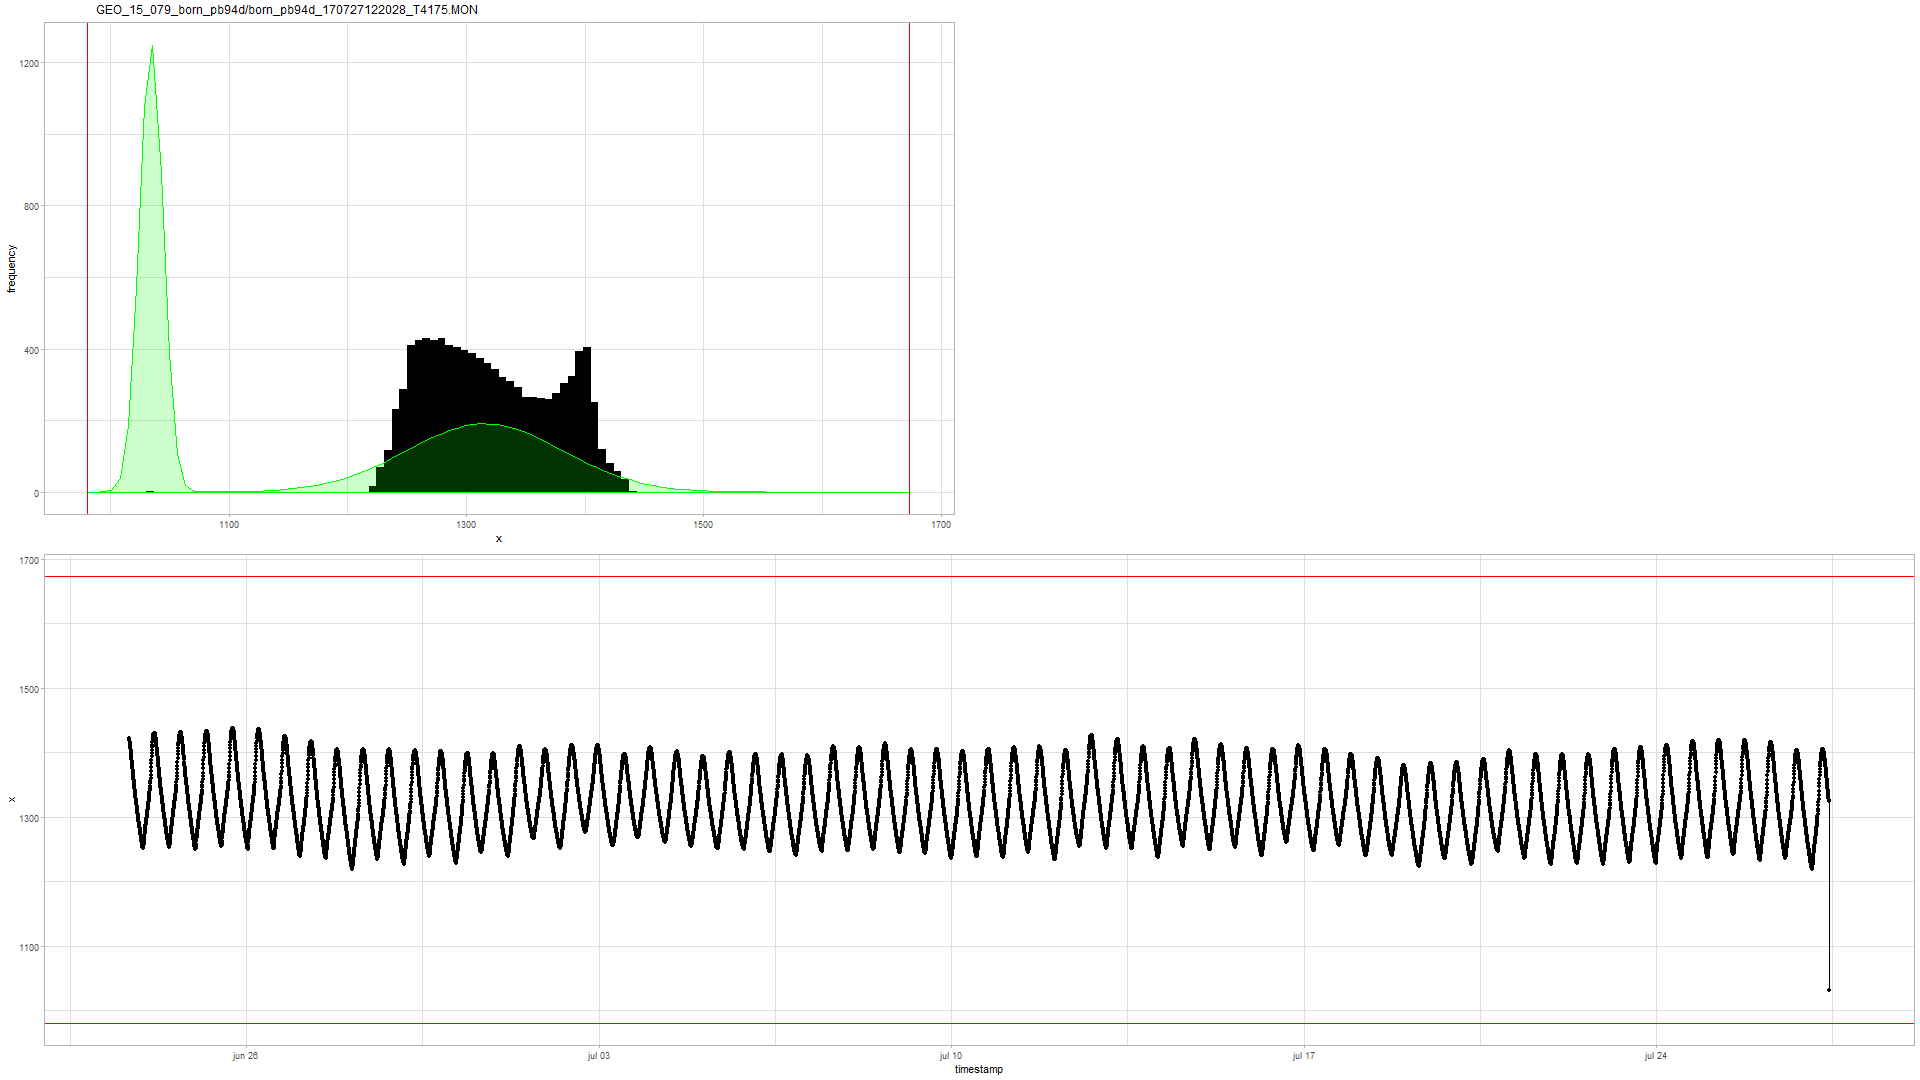 GEO_15_079_born_pb94d/born_pb94d_170727122028_T4175.MON
1200
800
400
0
frequency
1100
1300
1500
1700
x
1700
1500
1300
1100
x
jun 26
jul 03
jul 10
jul 17
jul 24
timestamp